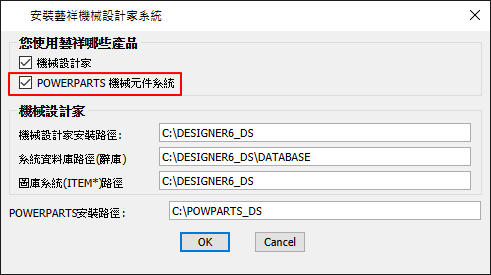 安裝藝祥機械設計家系統
您使用藝祥哪些產品
機械設計家
POWERPARTS 機械元件系統
機械設計家
機械設計家安裝路徑: C:\DESIGNER6_DS
系統資料庫路徑(辭庫) C:\DESIGNER6_DS\DATABASE
圖庫系統(ITEM*)路徑 C:\DESIGNER6_DS
POWERPARTS安裝路徑: C:\POWPARTS_DS
OK Cancel